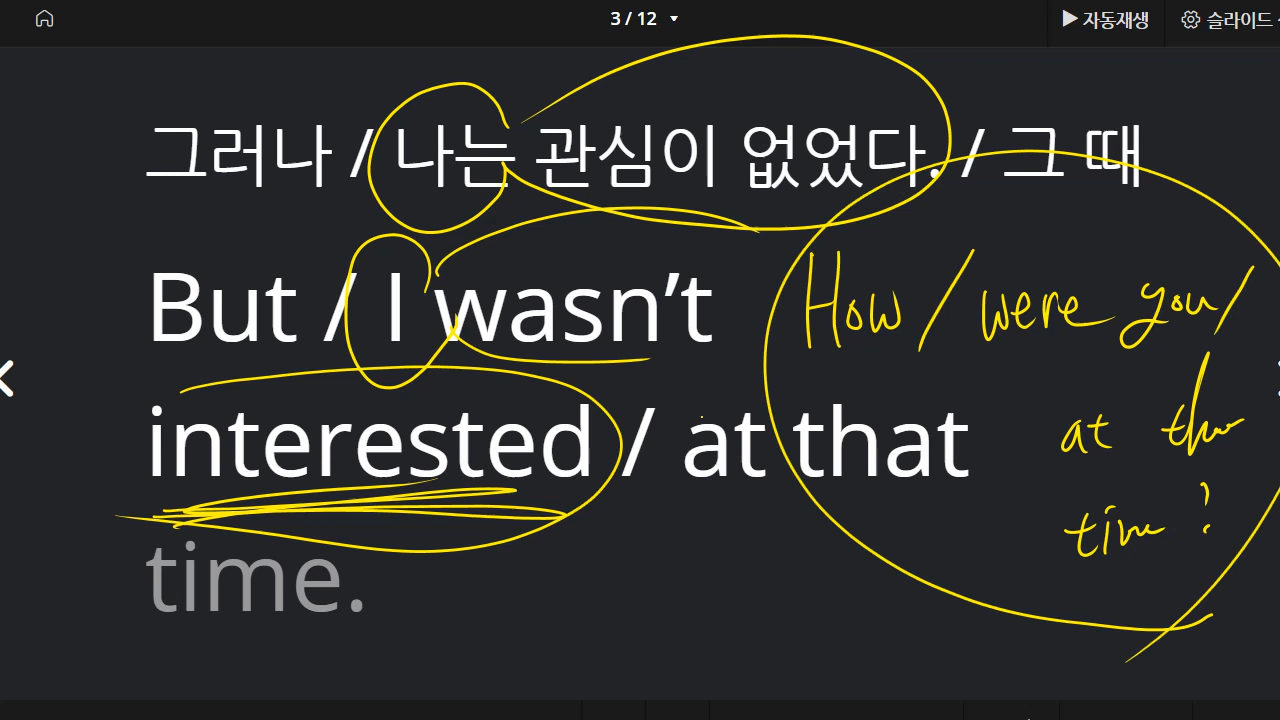 3 / 12
자동재생
슬라이드
그러나 / 나는 관심이 없었다. / 그 때
But / I wasn't
interested / at that
time.
How / were you /
at the
time?